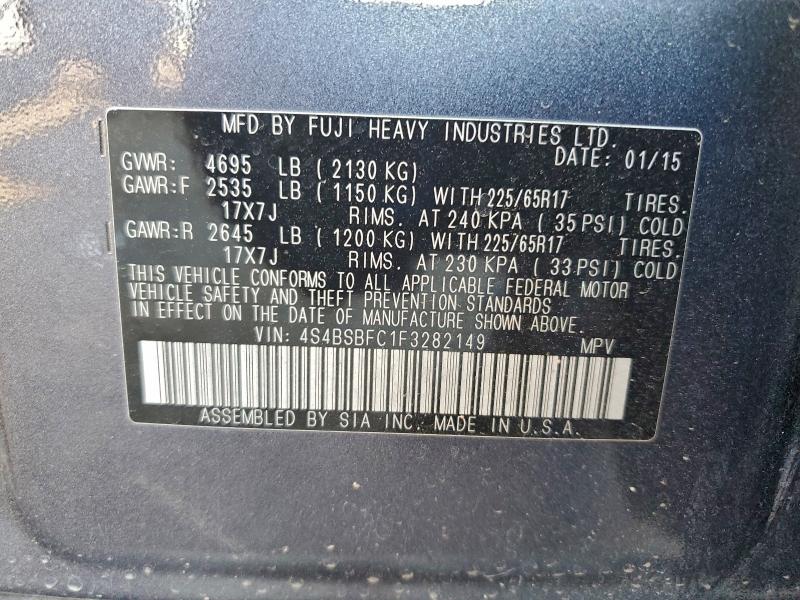 MFD BY FUJI HEAVY INDUSTRIES LTD.
DATE: 01/15
GVWR: 4695 LB ( 2130 KG)
GAWR:F 2535 LB ( 1150 KG) WITH 225/65R17 TIRES.
17X7J RIMS. AT 240 KPA ( 35 PSI) COLD
GAWR:R 2645 LB ( 1200 KG) WITH 225/65R17 TIRES.
17X7J RIMS. AT 230 KPA ( 33 PSI) COLD
THIS VEHICLE CONFORMS TO ALL APPLICABLE FEDERAL MOTOR
VEHICLE SAFETY AND THEFT PREVENTION STANDARDS
IN EFFECT ON THE DATE OF MANUFACTURE SHOWN ABOVE.
VIN: 4S4BSBFC1F3282149 MPV
ASSEMBLED BY SIA INC. MADE IN U.S.A.